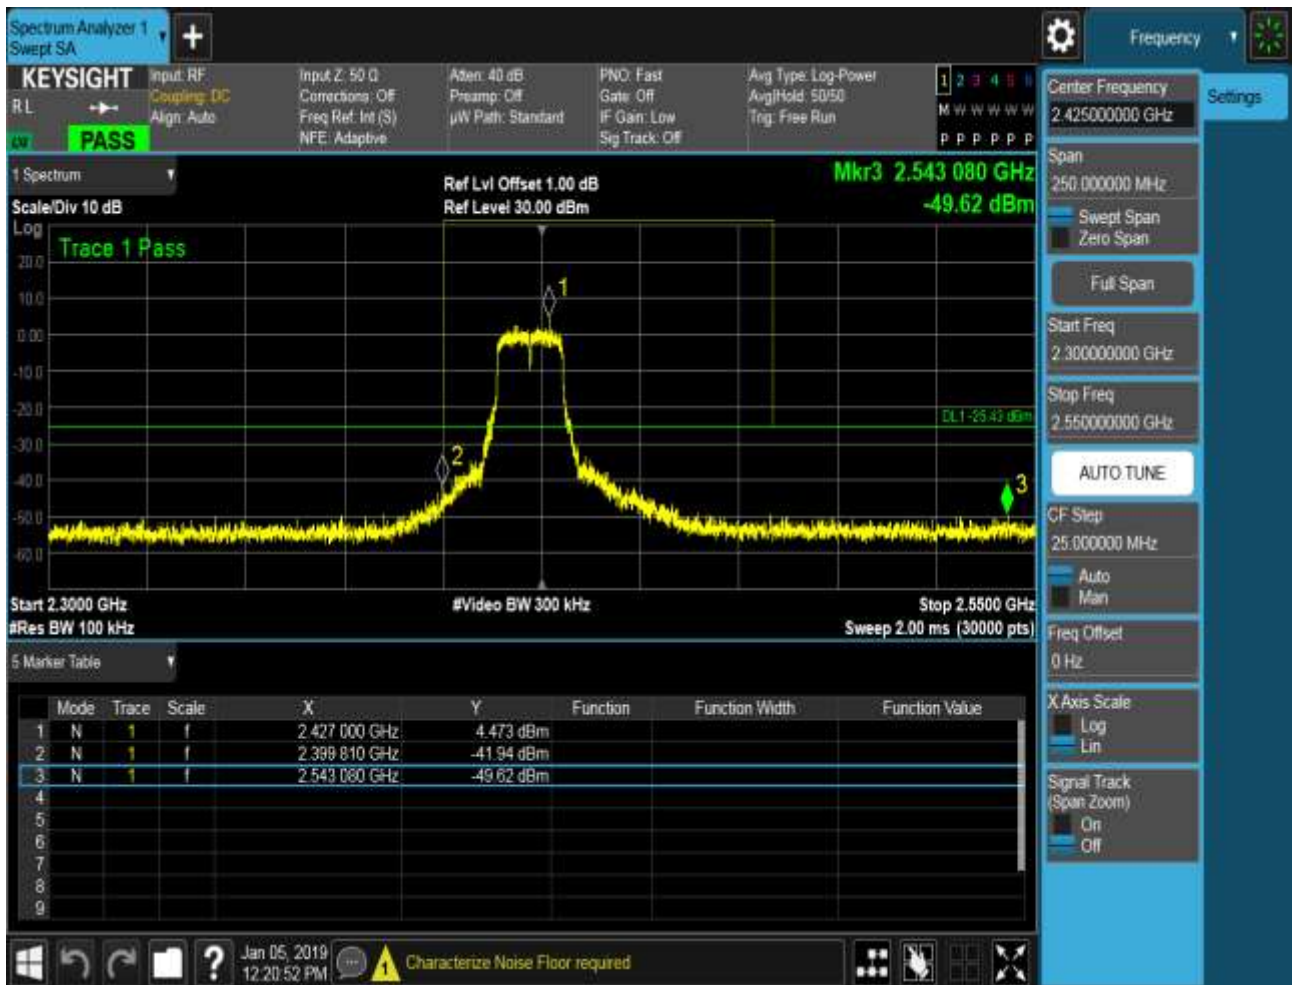 Spectrum Analyzer 1
Swept SA
+
Frequency
KEYSIGHT
R L
PASS
Input: RF
Coupling: DC
Align: Auto
Input Z: 50 Ω
Corrections: Off
Freq Ref: Int (S)
NFE: Adaptive
Atten: 40 dB
Preamp: Off
µW Path: Standard
PNO: Fast
Gate: Off
IF Gain: Low
Sig Track: Off
Avg Type: Log-Power
Avg|Hold: 50/50
Trig: Free Run
1 2 3 4 5 6
M W W W W W
P P P P P P
1 Spectrum
Scale/Div 10 dB
Ref Lvl Offset 1.00 dB
Ref Level 30.00 dBm
Mkr3 2.543 080 GHz
-49.62 dBm
Log
Trace 1 Pass
20.0
10.0
0.00
-10.0
-20.0
-30.0
-40.0
-50.0
-60.0
1
2
3
DL1 -25.43 dBm
Start 2.3000 GHz
#Res BW 100 kHz
#Video BW 300 kHz
Stop 2.5500 GHz
Sweep 2.00 ms (30000 pts)
5 Marker Table
Mode Trace Scale X Y Function Function Width Function Value
1 N 1 f 2.427 000 GHz 4.473 dBm
2 N 1 f 2.399 810 GHz -41.94 dBm
3 N 1 f 2.543 080 GHz -49.62 dBm
4
5
6
7
8
9
Settings
Center Frequency
2.425000000 GHz
Span
250.000000 MHz
Swept Span
Zero Span
Full Span
Start Freq
2.300000000 GHz
Stop Freq
2.550000000 GHz
AUTO TUNE
CF Step
25.000000 MHz
Auto
Man
Freq Offset
0 Hz
X Axis Scale
Log
Lin
Signal Track
(Span Zoom)
On
Off
?
Jan 05, 2019
12:20:52 PM
1
Characterize Noise Floor required